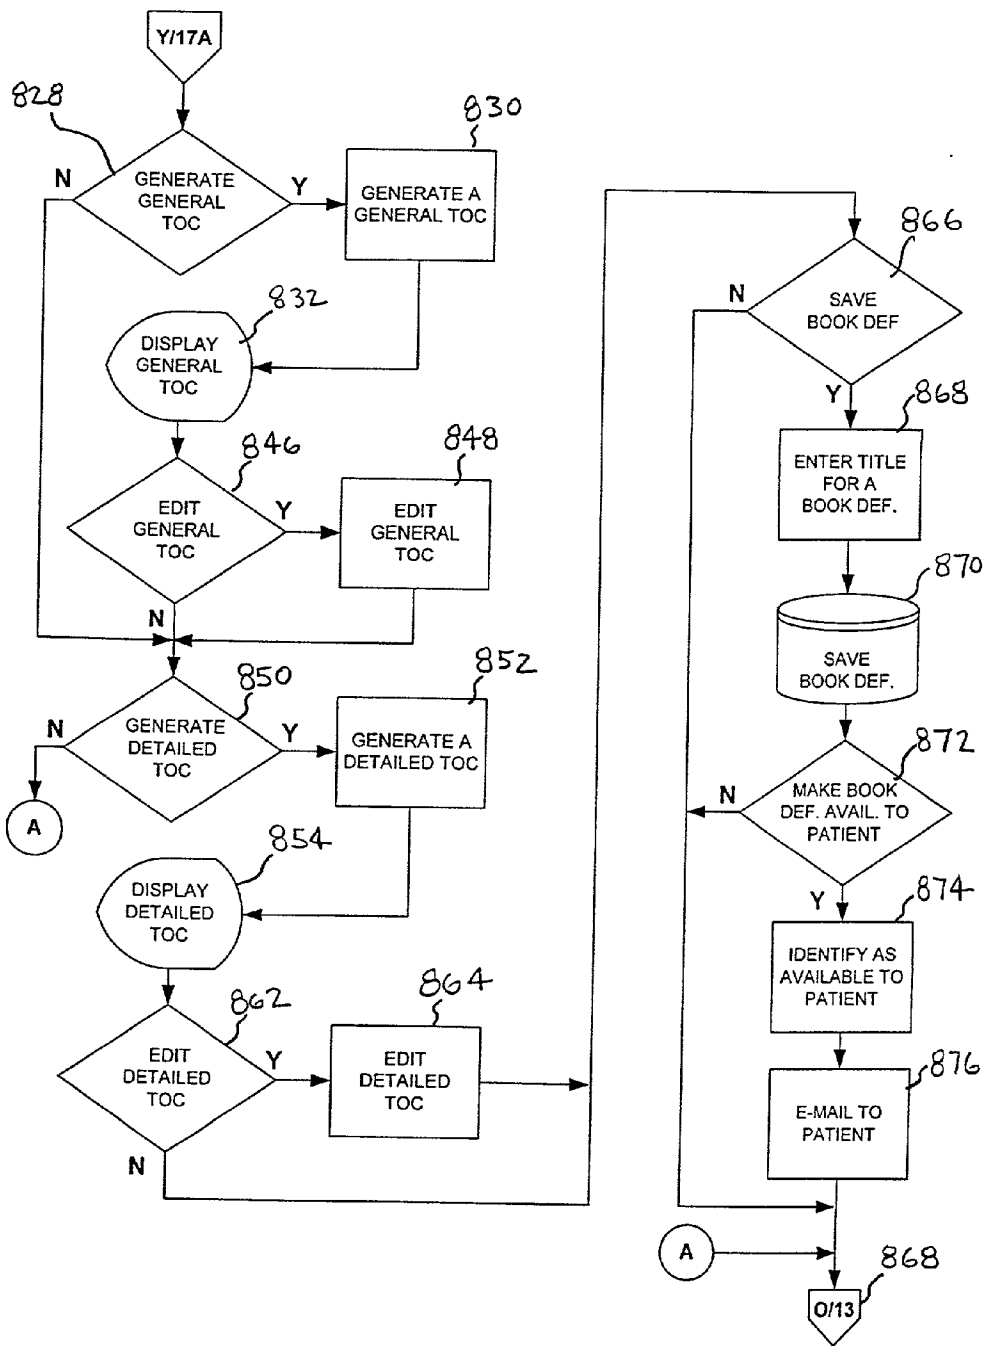 Y/17A
828
830
N
GENERATE
GENERAL
TOC
Y
GENERATE A
GENERAL TOC
832
DISPLAY
GENERAL
TOC
846
848
EDIT
GENERAL
TOC
Y
EDIT
GENERAL
TOC
N
850
852
N
GENERATE
DETAILED
TOC
Y
GENERATE A
DETAILED TOC
A
854
DISPLAY
DETAILED
TOC
862
864
EDIT
DETAILED
TOC
Y
EDIT
DETAILED
TOC
N
866
N
SAVE
BOOK DEF
Y
868
ENTER TITLE
FOR A
BOOK DEF.
870
SAVE
BOOK DEF.
872
N
MAKE BOOK
DEF. AVAIL. TO
PATIENT
Y
874
IDENTIFY AS
AVAILABLE TO
PATIENT
876
E-MAIL TO
PATIENT
A
868
O/13